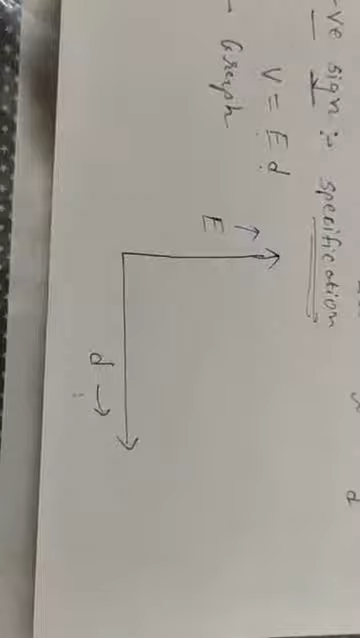 -ve sign :- specification
V = E d
- Graph
E ↑
d →
d